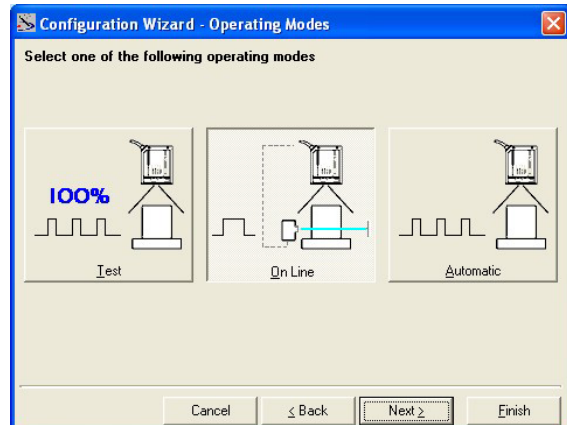 Configuration Wizard - Operating Modes
Select one of the following operating modes
100%
Test
On Line
Automatic
Cancel
< Back
Next >
Finish